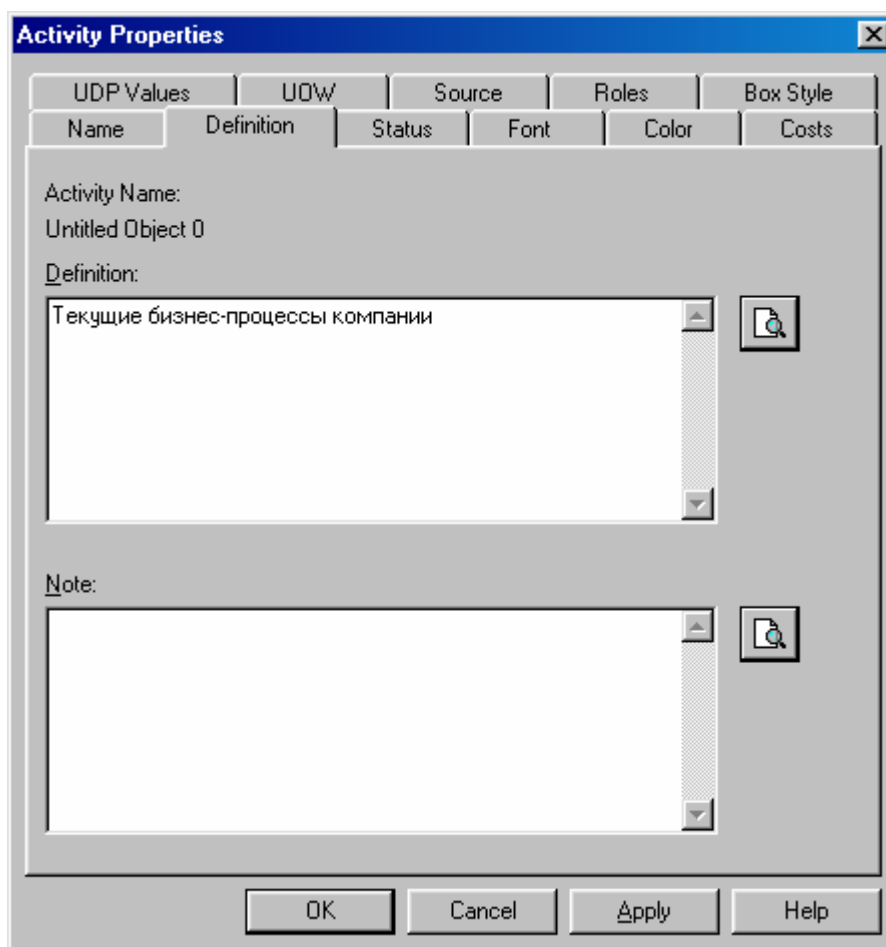 Activity Properties
UDP Values UOW Source Roles Box Style
Name Definition Status Font Color Costs
Activity Name:
Untitled Object 0
Definition:
Текущие бизнес-процессы компании
Note:
OK Cancel Apply Help